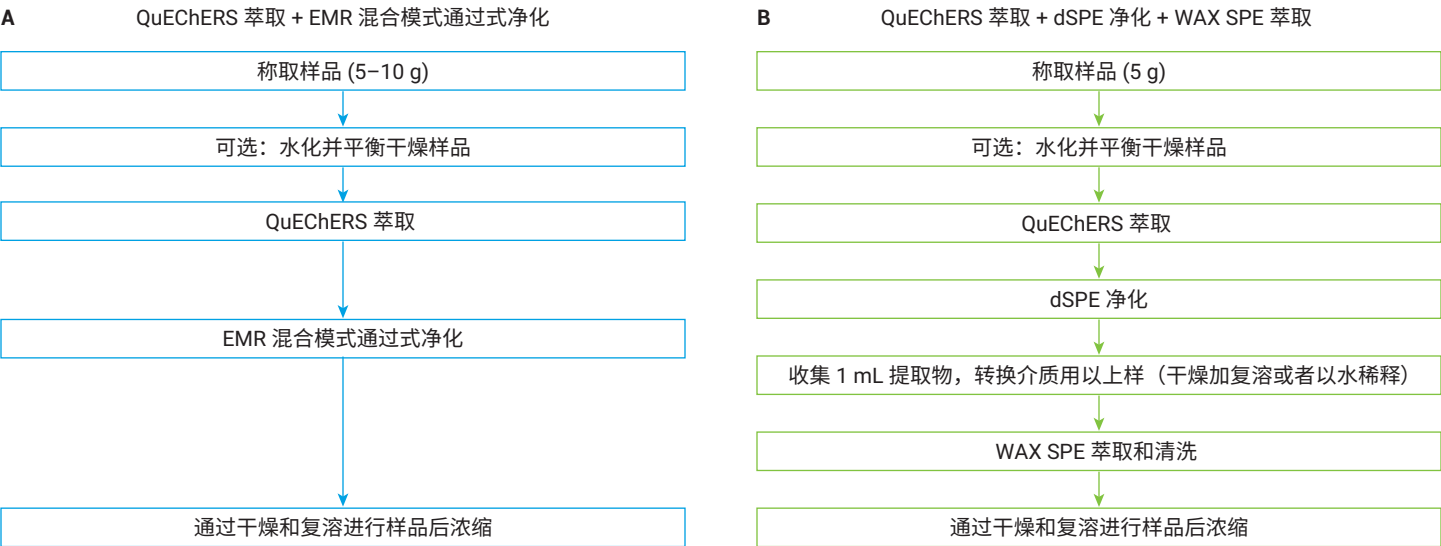 A QuEChERS 萃取 + EMR 混合模式通过式净化
称取样品 (5–10 g)
可选：水化并平衡干燥样品
QuEChERS 萃取
EMR 混合模式通过式净化
通过干燥和复溶进行样品后浓缩
B QuEChERS 萃取 + dSPE 净化 + WAX SPE 萃取
称取样品 (5 g)
可选：水化并平衡干燥样品
QuEChERS 萃取
dSPE 净化
收集 1 mL 提取物，转换介质用以上样（干燥加复溶或者以水稀释）
WAX SPE 萃取和清洗
通过干燥和复溶进行样品后浓缩